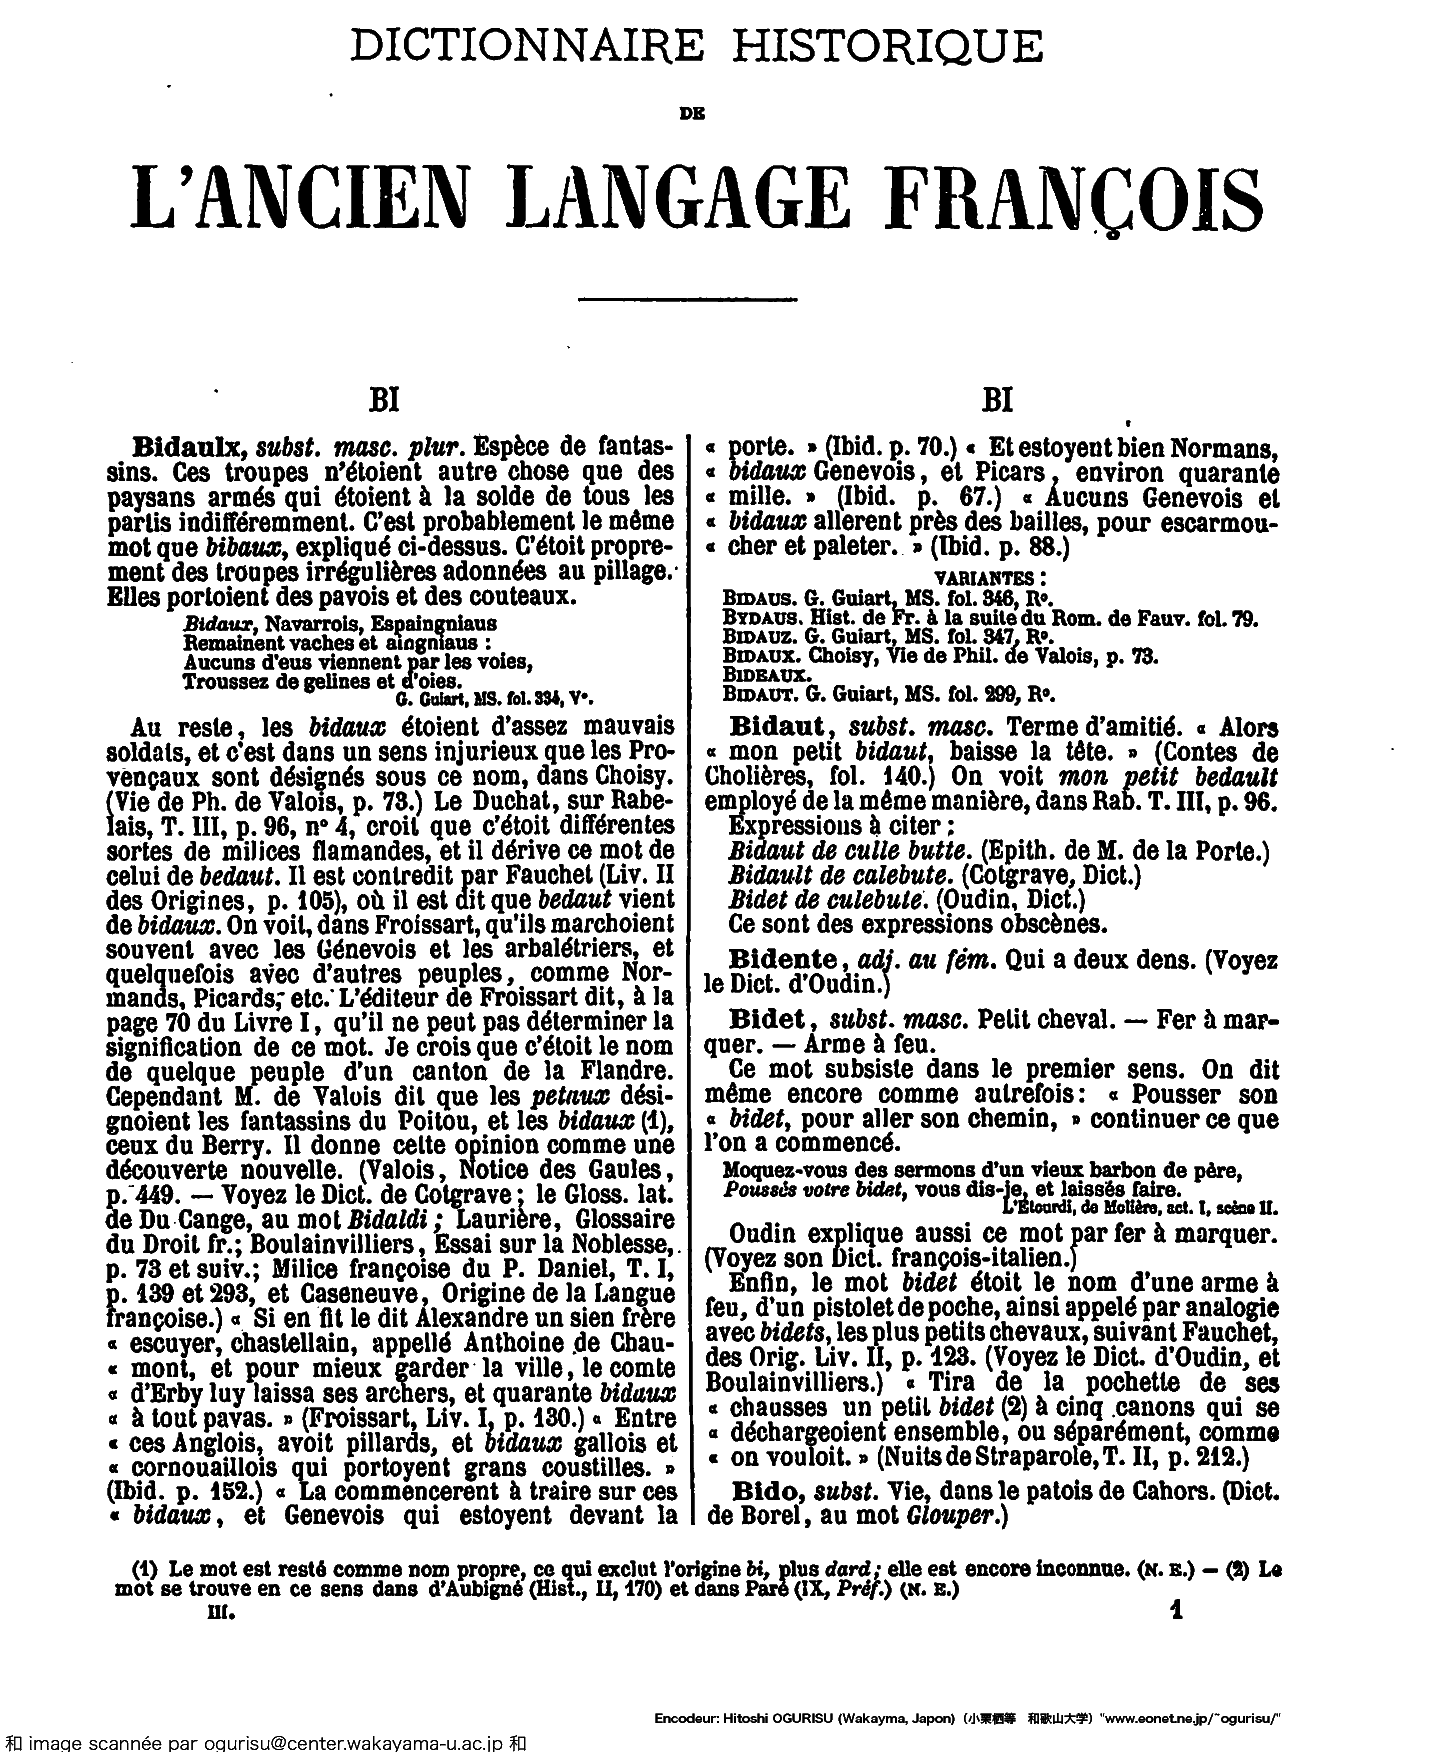 DICTIONNAIRE HISTORIQUE
DE
L'ANCIEN LANGAGE FRANÇOIS
BI
Bidaulx, subst. masc. plur. Espèce de fantas-
sins. Ces troupes n'étoient autre chose que des
paysans armés qui étoient à la solde de tous les
partis indifféremment. C'est probablement le même
mot que bibaux, expliqué ci-dessus. C'étoit propre-
ment des troupes irrégulières adonnées au pillage.
Elles portoient des pavois et des couteaux.
Bidaux, Navarrois, Espaingniaus
Remainent vaches et aingniaus :
Aucuns d'eus viennent par les voies,
Troussez de gelines et d'oies.
G. Guiart, MS. fol. 334, V°.
Au reste, les bidaux étoient d'assez mauvais
soldats, et c'est dans un sens injurieux que les Pro-
vençaux sont désignés sous ce nom, dans Choisy.
(Vie de Ph. de Valois, p. 73.) Le Duchat, sur Rabe-
lais, T. III, p. 96, n° 4, croit que c'étoit différentes
sortes de milices flamandes, et il dérive ce mot de
celui de bedaut. Il est contredit par Fauchet (Liv. II
des Origines, p. 105), où il est dit que bedaut vient
de bidaux. On voit, dans Froissart, qu'ils marchoient
souvent avec les Génevois et les arbalétriers, et
quelquefois avec d'autres peuples, comme Nor-
mands, Picards, etc. L'éditeur de Froissart dit, à la
page 70 du Livre I, qu'il ne peut pas déterminer la
signification de ce mot. Je crois que c'étoit le nom
de quelque peuple d'un canton de la Flandre.
Cependant M. de Valois dit que les petaux dési-
gnoient les fantassins du Poitou, et les bidaux (1),
ceux du Berry. Il donne cette opinion comme une
découverte nouvelle. (Valois, Notice des Gaules,
p. 449. — Voyez le Dict. de Cotgrave ; le Gloss. lat.
de Du Cange, au mot Bidaldi ; Laurière, Glossaire
du Droit fr.; Boulainvilliers, Essai sur la Noblesse,
p. 73 et suiv.; Milice françoise du P. Daniel, T. I,
p. 139 et 293, et Caseneuve, Origine de la Langue
françoise.) « Si en fit le dit Alexandre un sien frère
« escuyer, chastellain, appellé Anthoine de Chau-
« mont, et pour mieux garder la ville, le comte
« d'Erby luy laissa ses archers, et quarante bidaux
« à tout pavas. » (Froissart, Liv. I, p. 130.) « Entre
« ces Anglois, avoit pillards, et bidaux gallois et
« cornouaillois qui portoyent grans coustilles. »
(Ibid. p. 152.) « La commencerent à traire sur ces
« bidaux, et Genevois qui estoyent devant la
BI
« porte. » (Ibid. p. 70.) « Et estoyent bien Normans,
« bidaux Genevois, et Picars, environ quarante
« mille. » (Ibid. p. 67.) « Aucuns Genevois et
« bidaux allerent près des bailles, pour escarmou-
« cher et paleter. » (Ibid. p. 88.)
VARIANTES :
BIDAUS. G. Guiart, MS. fol. 346, R°.
BYDAUS. Hist. de Fr. à la suite du Rom. de Fauv. fol. 79.
BIDAUZ. G. Guiart, MS. fol. 347, R°.
BIDAUX. Choisy, Vie de Phil. de Valois, p. 73.
BIDEAUX.
BIDAUT. G. Guiart, MS. fol. 299, R°.
Bidaut, subst. masc. Terme d'amitié. « Alors
« mon petit bidaut, baisse la tête. » (Contes de
Cholières, fol. 140.) On voit mon petit bedault
employé de la même manière, dans Rab. T. III, p. 96.
Expressions à citer :
Bidaut de culle butte. (Epith. de M. de la Porte.)
Bidault de calebute. (Cotgrave, Dict.)
Bidet de culebute. (Oudin, Dict.)
Ce sont des expressions obscènes.
Bidente, adj. au fém. Qui a deux dens. (Voyez
le Dict. d'Oudin.)
Bidet, subst. masc. Petit cheval. — Fer à mar-
quer. — Arme à feu.
Ce mot subsiste dans le premier sens. On dit
même encore comme autrefois : « Pousser son
« bidet, pour aller son chemin, » continuer ce que
l'on a commencé.
Moquez-vous des sermons d'un vieux barbon de père,
Poussés votre bidet, vous dis-je, et laissés faire.
L'Etourdi, de Molière, act. I, scène II.
Oudin explique aussi ce mot par fer à marquer.
(Voyez son Dict. françois-italien.)
Enfin, le mot bidet étoit le nom d'une arme à
feu, d'un pistolet de poche, ainsi appelé par analogie
avec bidets, les plus petits chevaux, suivant Fauchet,
des Orig. Liv. II, p. 123. (Voyez le Dict. d'Oudin, et
Boulainvilliers.) « Tira de la pochette de ses
« chausses un petit bidet (2) à cinq canons qui se
« déchargeoient ensemble, ou séparément, comme
« on vouloit. » (Nuits de Straparole, T. II, p. 212.)
Bido, subst. Vie, dans le patois de Cahors. (Dict.
de Borel, au mot Glouper.)
(1) Le mot est resté comme nom propre, ce qui exclut l'origine bi, plus dard ; elle est encore inconnue. (N. E.) — (2) Le
mot se trouve en ce sens dans d'Aubigné (Hist., II, 170) et dans Paré (IX, Préf.) (N. E.)
III. 1
Encodeur: Hitoshi OGURISU (Wakayma, Japon) (小栗栖等 和歌山大学) "www.eonet.ne.jp/~ogurisu/"
和 image scannée par ogurisu@center.wakayama-u.ac.jp 和